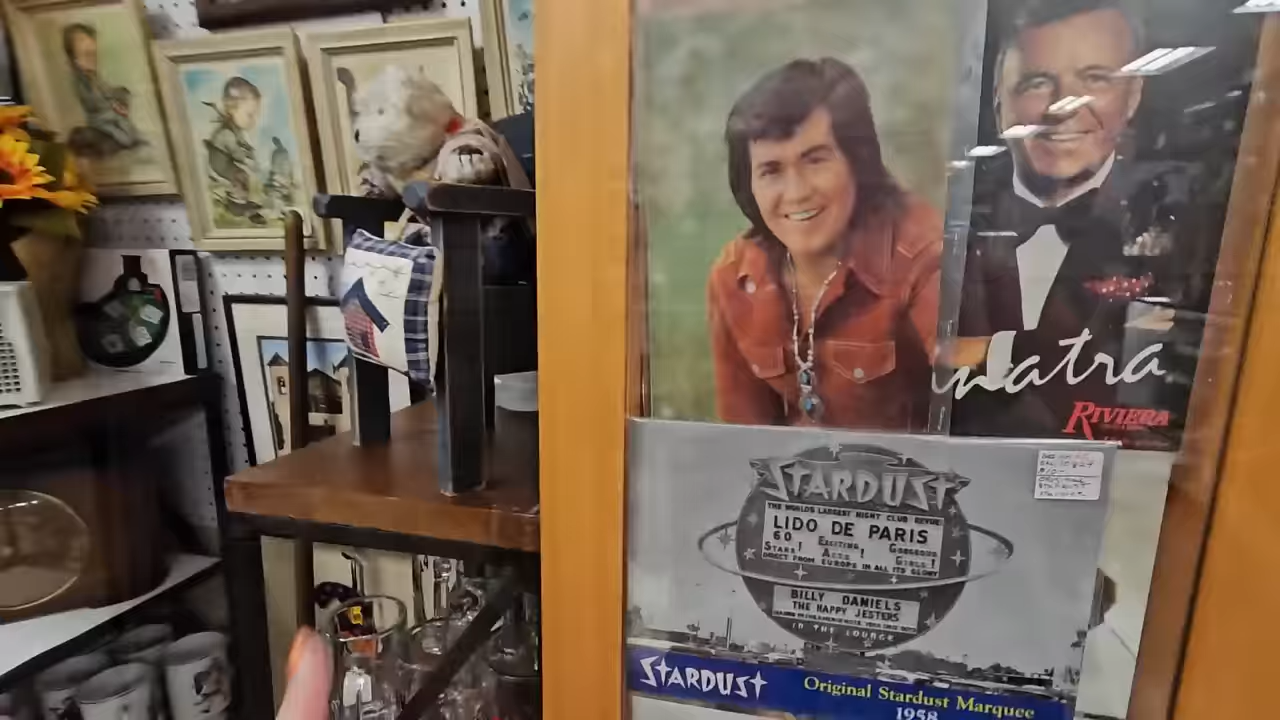 natra
RIVIERA
STARDUST
THE WORLDS LARGEST NIGHT CLUB REVUE
LIDO DE PARIS
60 EXCITING GORGEOUS
STARS! ACTS! GIRLS!
DIRECT FROM EUROPE IN ALL ITS GLORY
BILLY DANIELS
THE HAPPY JESTERS
IN THE LOUNGE
STARDUST
Original Stardust Marquee
1958